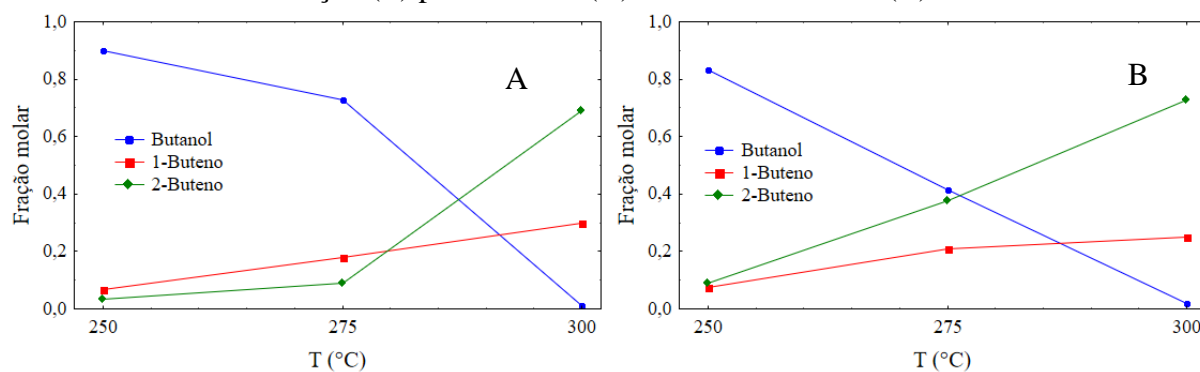 1,0
0,8
0,6
0,4
0,2
0,0
Fração molar
A
Butanol
1-Buteno
2-Buteno
250
275
300
T (°C)
1,0
0,8
0,6
0,4
0,2
0,0
Fração molar
B
Butanol
1-Buteno
2-Buteno
250
275
300
T (°C)